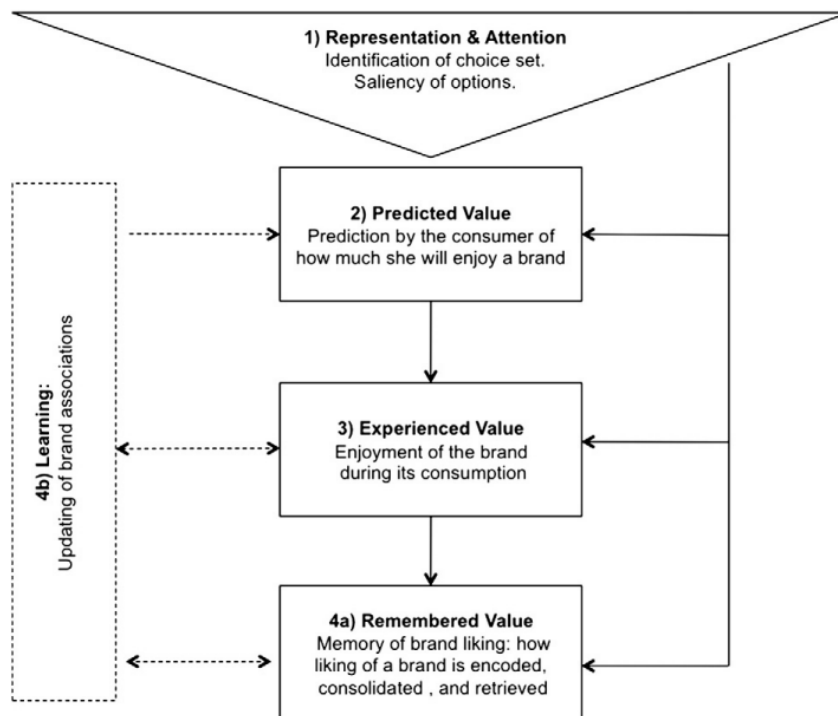 1) Representation & Attention
Identification of choice set.
Saliency of options.
2) Predicted Value
Prediction by the consumer of
how much she will enjoy a brand
4b) Learning:
Updating of brand associations
3) Experienced Value
Enjoyment of the brand
during its consumption
4a) Remembered Value
Memory of brand liking: how
liking of a brand is encoded,
consolidated , and retrieved